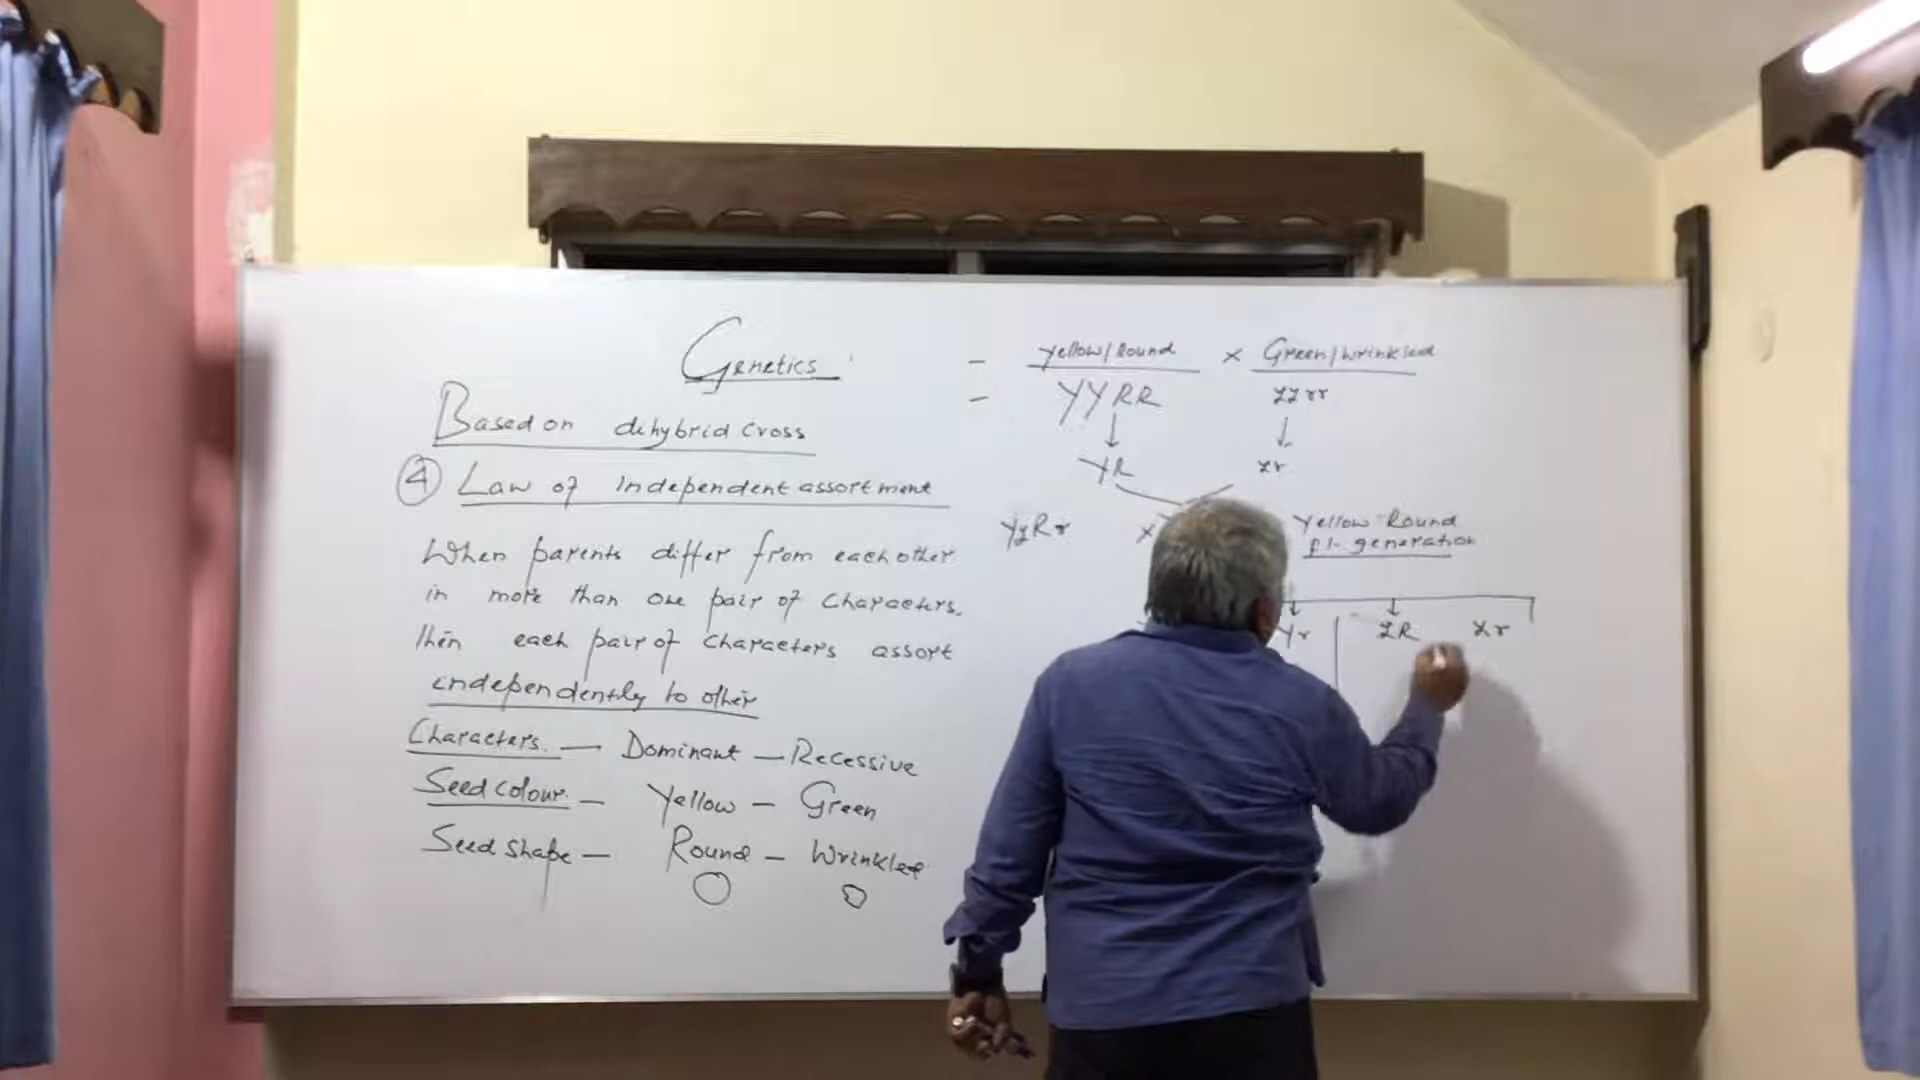 Genetics
Based on dihybrid cross
4 Law of independent assortment
When parents differ from each other
in more than one pair of characters.
then each pair of characters assort
independently to other
Characters. — Dominant — Recessive
Seed colour. — Yellow — Green
Seed shape — Round — Wrinkled
= yellow/Round × Green/wrinkled
= YYRR yyrr
YR yr
YyRr ×
Yellow-Round
f1- generation
Yr yR yr